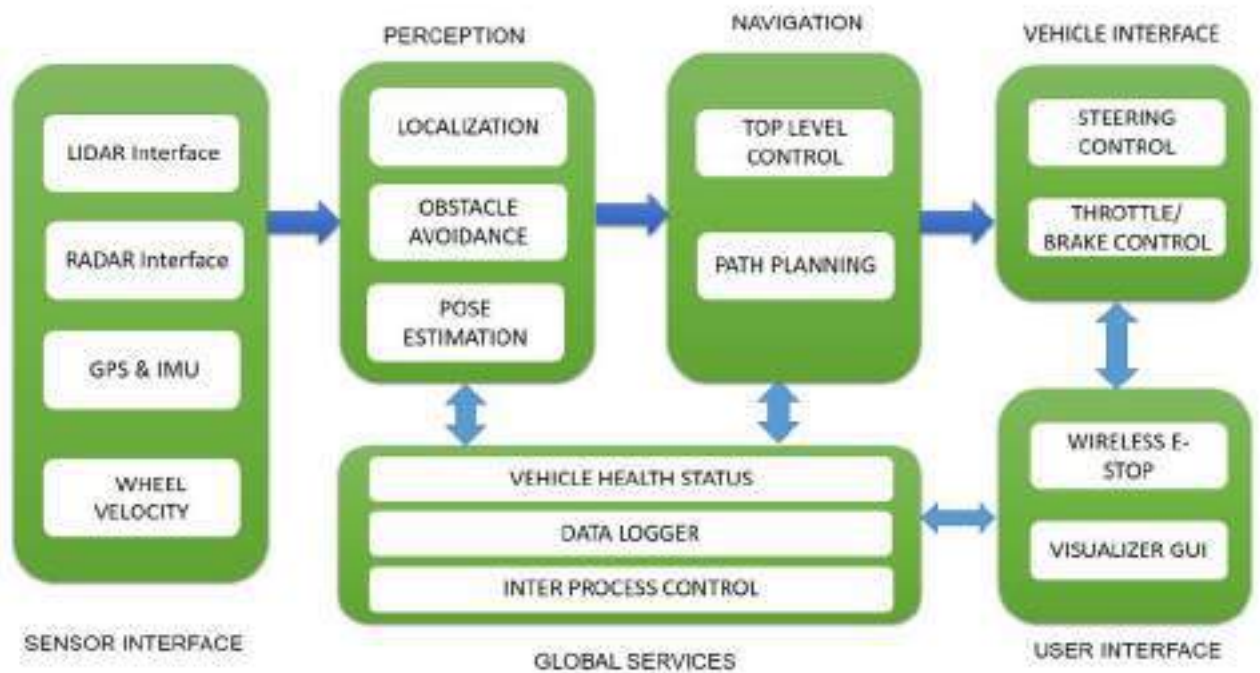 PERCEPTION
NAVIGATION
VEHICLE INTERFACE
LIDAR Interface
RADAR Interface
GPS & IMU
WHEEL
VELOCITY
SENSOR INTERFACE
LOCALIZATION
OBSTACLE
AVOIDANCE
POSE
ESTIMATION
TOP LEVEL
CONTROL
PATH PLANNING
STEERING
CONTROL
THROTTLE/
BRAKE CONTROL
VEHICLE HEALTH STATUS
DATA LOGGER
INTER PROCESS CONTROL
GLOBAL SERVICES
WIRELESS E-
STOP
VISUALIZER GUI
USER INTERFACE